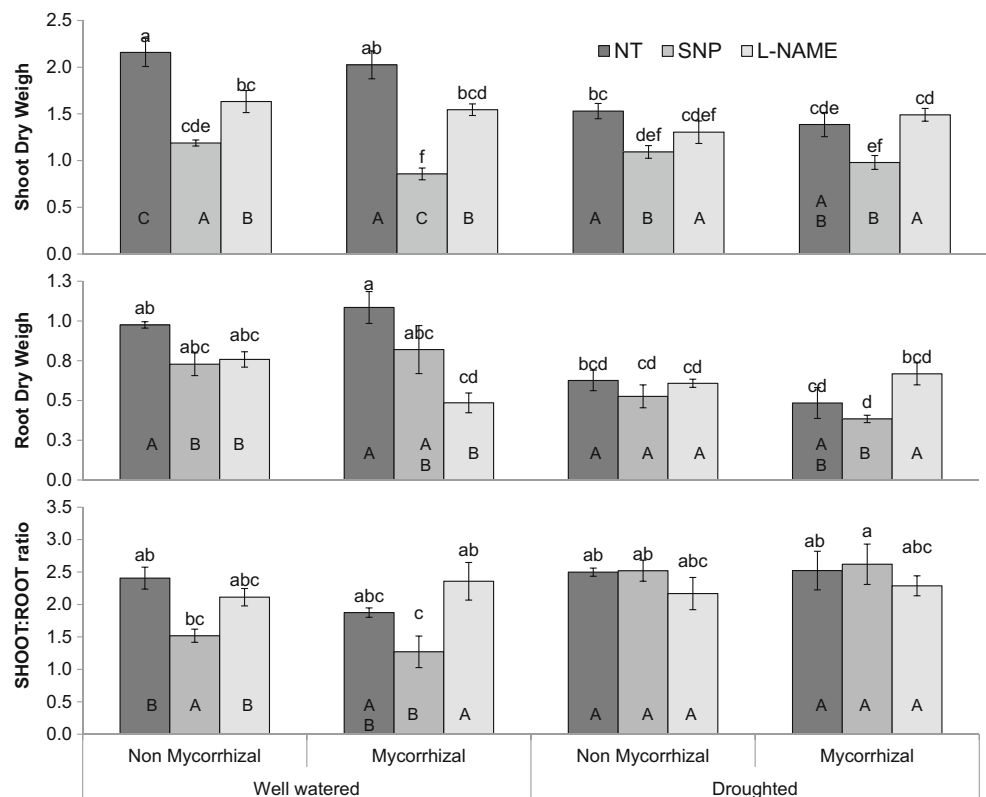 2.5
a
ab
NT SNP L-NAME
2.0
bc
bcd
bc
cde
cd
1.5
cde
cdef
def
ef
f
1.0
0.5
C A B
A C B
A B A
A B B A
0.0
Shoot Dry Weigh
1.3
a
ab
1.0
abc abc
abc
bcd cd cd
bcd
0.8
cd
cd d
0.5
0.3
A B B
A A B B
A A A
A B B A
0.0
Root Dry Weigh
3.5
3.0
ab
ab
ab ab
ab a
abc
abc
abc
abc
2.5
2.0
bc
c
1.5
1.0
0.5
B A B
A B B A
A A A
A A A
0.0
SHOOT:ROOT ratio
Non Mycorrhizal Mycorrhizal Non Mycorrhizal Mycorrhizal
Well watered Droughted